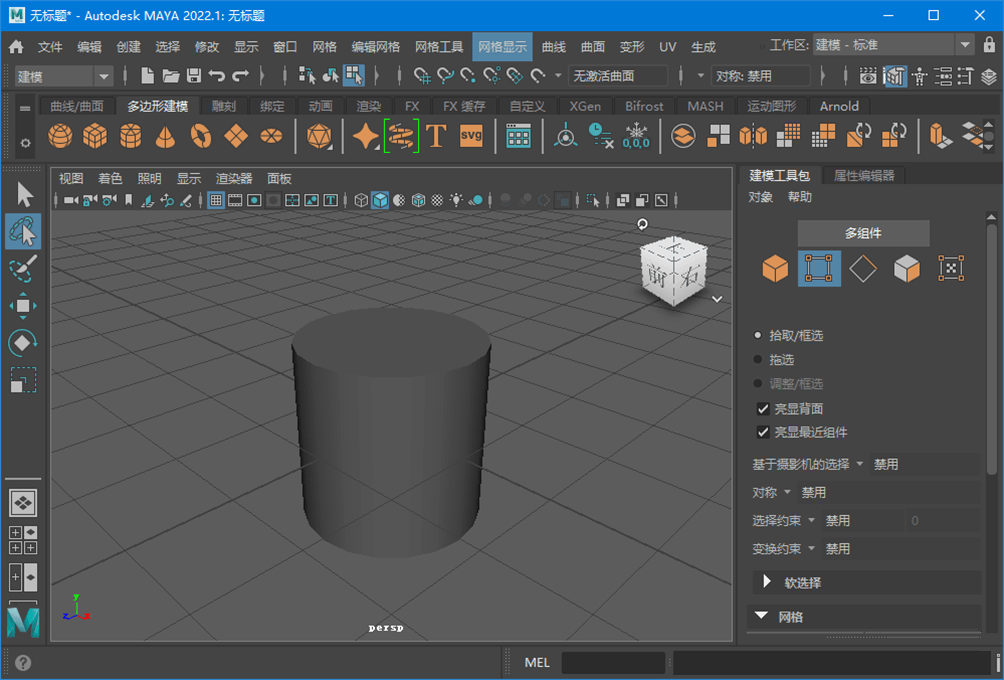 无标题* - Autodesk MAYA 2022.1: 无标题
文件 编辑 创建 选择 修改 显示 窗口 网格 编辑网格 网格工具 网格显示 曲线 曲面 变形 UV 生成 工作区: 建模 - 标准
建模 无激活曲面 对称: 禁用
曲线/曲面 多边形建模 雕刻 绑定 动画 渲染 FX FX 缓存 自定义 XGen Bifrost MASH 运动图形 Arnold
T SVG 0,0,0
视图 着色 照明 显示 渲染器 面板
建模工具包 属性编辑器
对象 帮助
多组件
前 右
拾取/框选
拖选
调整/框选
亮显背面
亮显最近组件
基于摄影机的选择 禁用
对称 禁用
选择约束 禁用 0
变换约束 禁用
软选择
网格
y
z x
persp
M
MEL